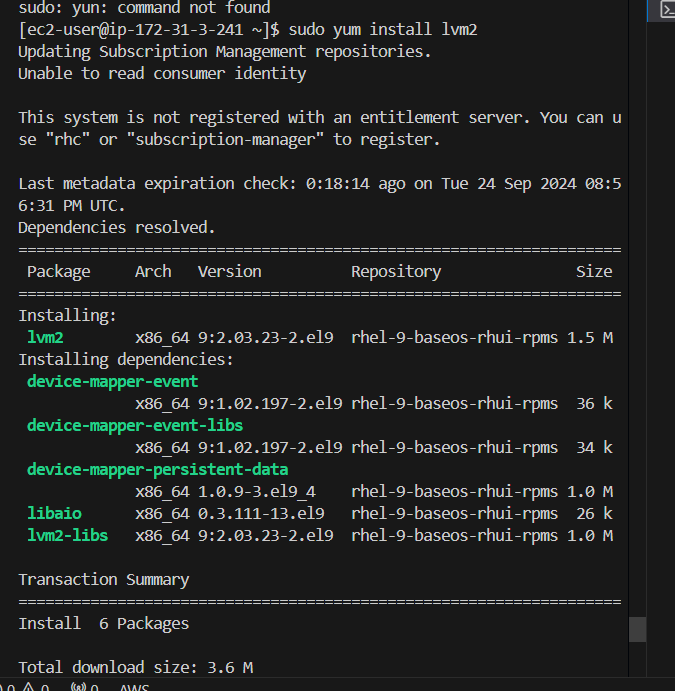 sudo: yun: command not found
[ec2-user@ip-172-31-3-241 ~]$ sudo yum install lvm2
Updating Subscription Management repositories.
Unable to read consumer identity
This system is not registered with an entitlement server. You can u
se "rhc" or "subscription-manager" to register.
Last metadata expiration check: 0:18:14 ago on Tue 24 Sep 2024 08:5
6:31 PM UTC.
Dependencies resolved.
===================================================================
Package Arch Version Repository Size
===================================================================
Installing:
lvm2 x86_64 9:2.03.23-2.el9 rhel-9-baseos-rhui-rpms 1.5 M
Installing dependencies:
device-mapper-event
x86_64 9:1.02.197-2.el9 rhel-9-baseos-rhui-rpms 36 k
device-mapper-event-libs
x86_64 9:1.02.197-2.el9 rhel-9-baseos-rhui-rpms 34 k
device-mapper-persistent-data
x86_64 1.0.9-3.el9_4 rhel-9-baseos-rhui-rpms 1.0 M
libaio x86_64 0.3.111-13.el9 rhel-9-baseos-rhui-rpms 26 k
lvm2-libs x86_64 9:2.03.23-2.el9 rhel-9-baseos-rhui-rpms 1.0 M
Transaction Summary
===================================================================
Install 6 Packages
Total download size: 3.6 M
0 0 0 AWS